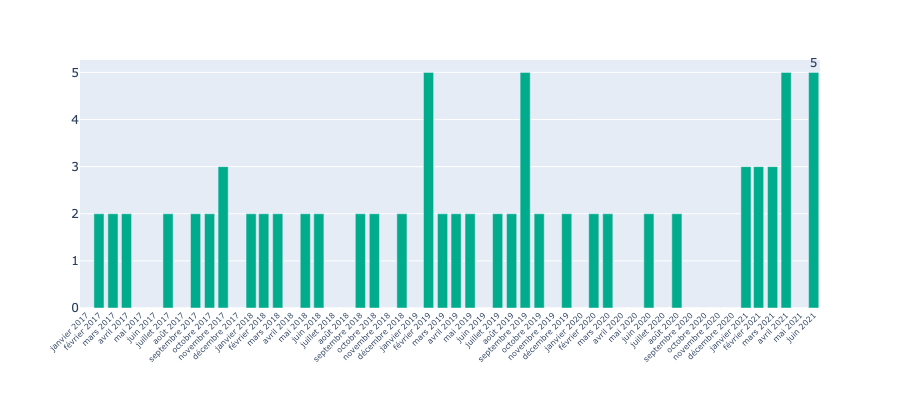 5
5
4
3
2
1
0
janvier 2017
février 2017
mars 2017
avril 2017
mai 2017
juin 2017
juillet 2017
août 2017
septembre 2017
octobre 2017
novembre 2017
décembre 2017
janvier 2018
février 2018
mars 2018
avril 2018
mai 2018
juin 2018
juillet 2018
août 2018
septembre 2018
octobre 2018
novembre 2018
décembre 2018
janvier 2019
février 2019
mars 2019
avril 2019
mai 2019
juin 2019
juillet 2019
août 2019
septembre 2019
octobre 2019
novembre 2019
décembre 2019
janvier 2020
février 2020
mars 2020
avril 2020
mai 2020
juin 2020
juillet 2020
août 2020
septembre 2020
octobre 2020
novembre 2020
décembre 2020
janvier 2021
février 2021
mars 2021
avril 2021
mai 2021
juin 2021